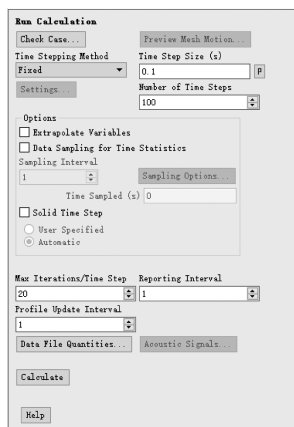 Run Calculation
Check Case...
Preview Mesh Motion...
Time Stepping Method
Time Step Size (s)
Fixed
0.1
P
Settings...
Number of Time Steps
100
Options
Extrapolate Variables
Data Sampling for Time Statistics
Sampling Interval
1
Sampling Options...
Time Sampled (s) 0
Solid Time Step
User Specified
Automatic
Max Iterations/Time Step
Reporting Interval
20
1
Profile Update Interval
1
Data File Quantities...
Acoustic Signals...
Calculate
Help